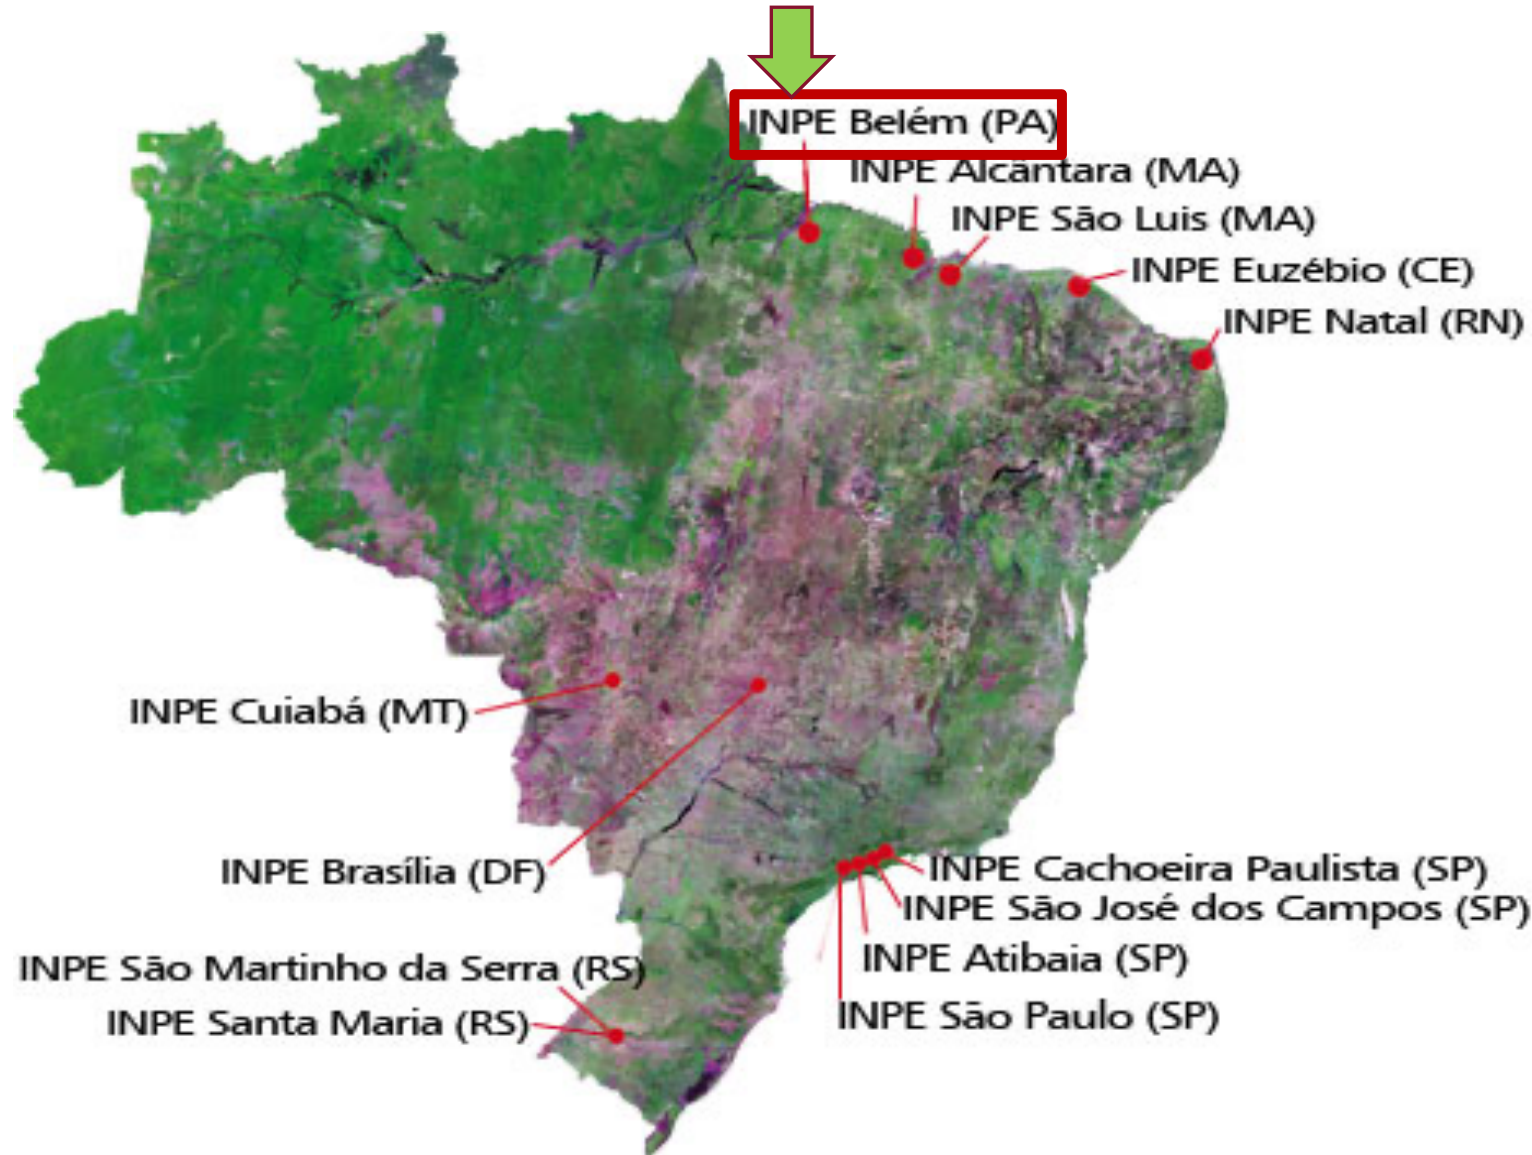 INPE Belém (PA)
INPE Alcântara (MA)
INPE São Luis (MA)
INPE Euzébio (CE)
INPE Natal (RN)
INPE Cuiabá (MT)
INPE Brasília (DF)
INPE Cachoeira Paulista (SP)
INPE São José dos Campos (SP)
INPE Atibaia (SP)
INPE São Martinho da Serra (RS)
INPE São Paulo (SP)
INPE Santa Maria (RS)